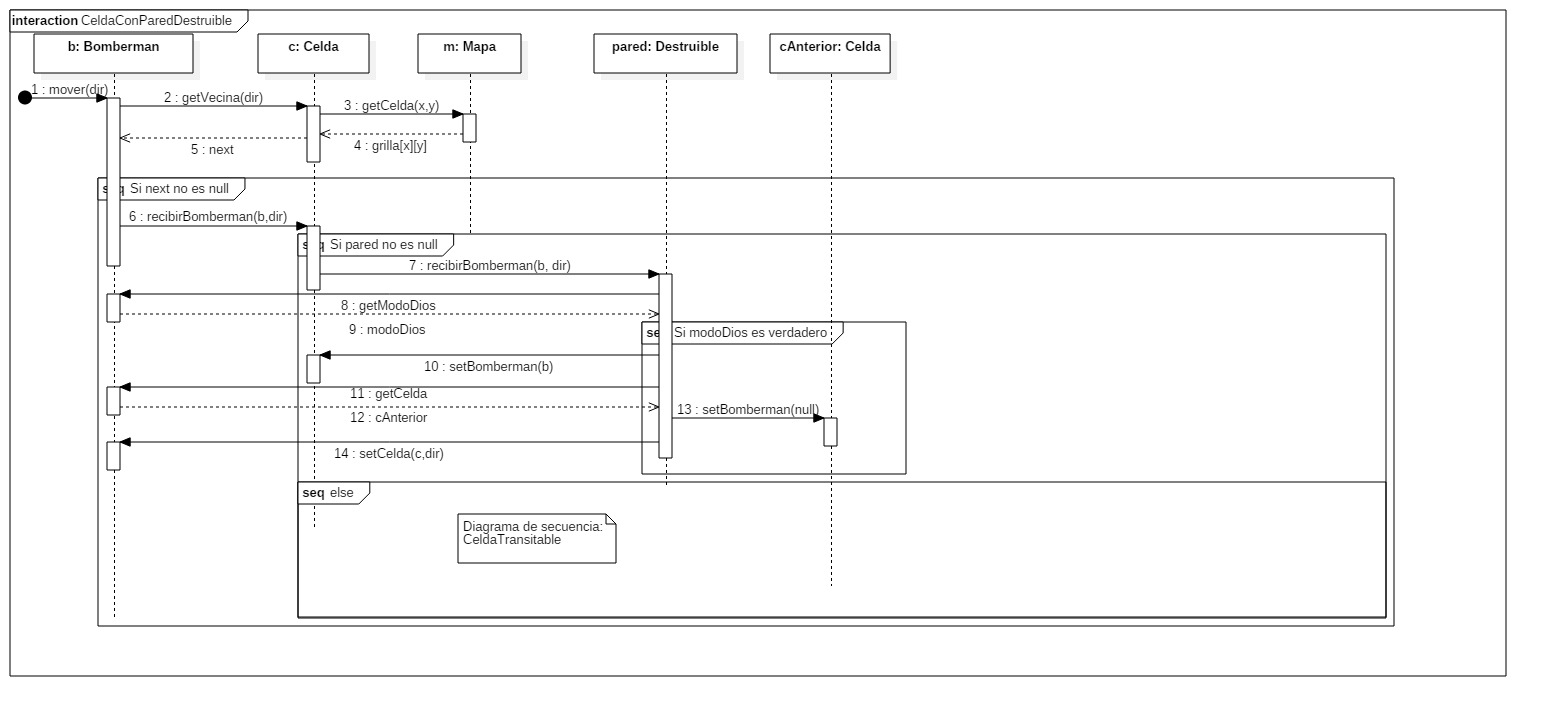 interaction CeldaConParedDestruible
b: Bomberman
c: Celda
m: Mapa
pared: Destruible
cAnterior: Celda
1 : mover(dir)
2 : getVecina(dir)
3 : getCelda(x,y)
4 : grilla[x][y]
5 : next
Si next no es null
6 : recibirBomberman(b,dir)
Si pared no es null
7 : recibirBomberman(b, dir)
8 : getModoDios
9 : modoDios
Si modoDios es verdadero
10 : setBomberman(b)
11 : getCelda
12 : cAnterior
13 : setBomberman(null)
14 : setCelda(c,dir)
seq else
Diagrama de secuencia:
CeldaTransitable